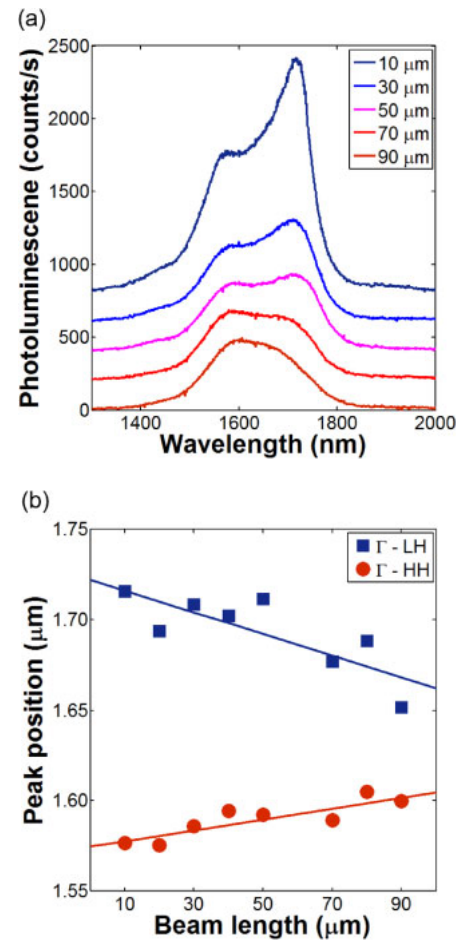 (a)
2500
2000
1500
1000
500
0
Photoluminescene (counts/s)
10 μm
30 μm
50 μm
70 μm
90 μm
1400 1600 1800 2000
Wavelength (nm)
(b)
1.75
1.70
1.65
1.60
1.55
Peak position (μm)
Γ - LH
Γ - HH
10 30 50 70 90
Beam length (μm)